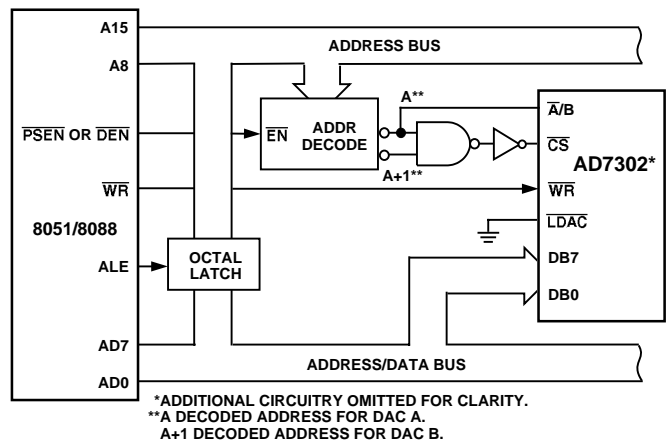 A15
ADDRESS BUS
A8
A**
A/B
PSEN OR DEN
EN
ADDR
DECODE
CS
AD7302*
A+1**
WR
WR
8051/8088
LDAC
ALE
OCTAL
LATCH
DB7
DB0
AD7
ADDRESS/DATA BUS
AD0
*ADDITIONAL CIRCUITRY OMITTED FOR CLARITY.
**A DECODED ADDRESS FOR DAC A.
A+1 DECODED ADDRESS FOR DAC B.